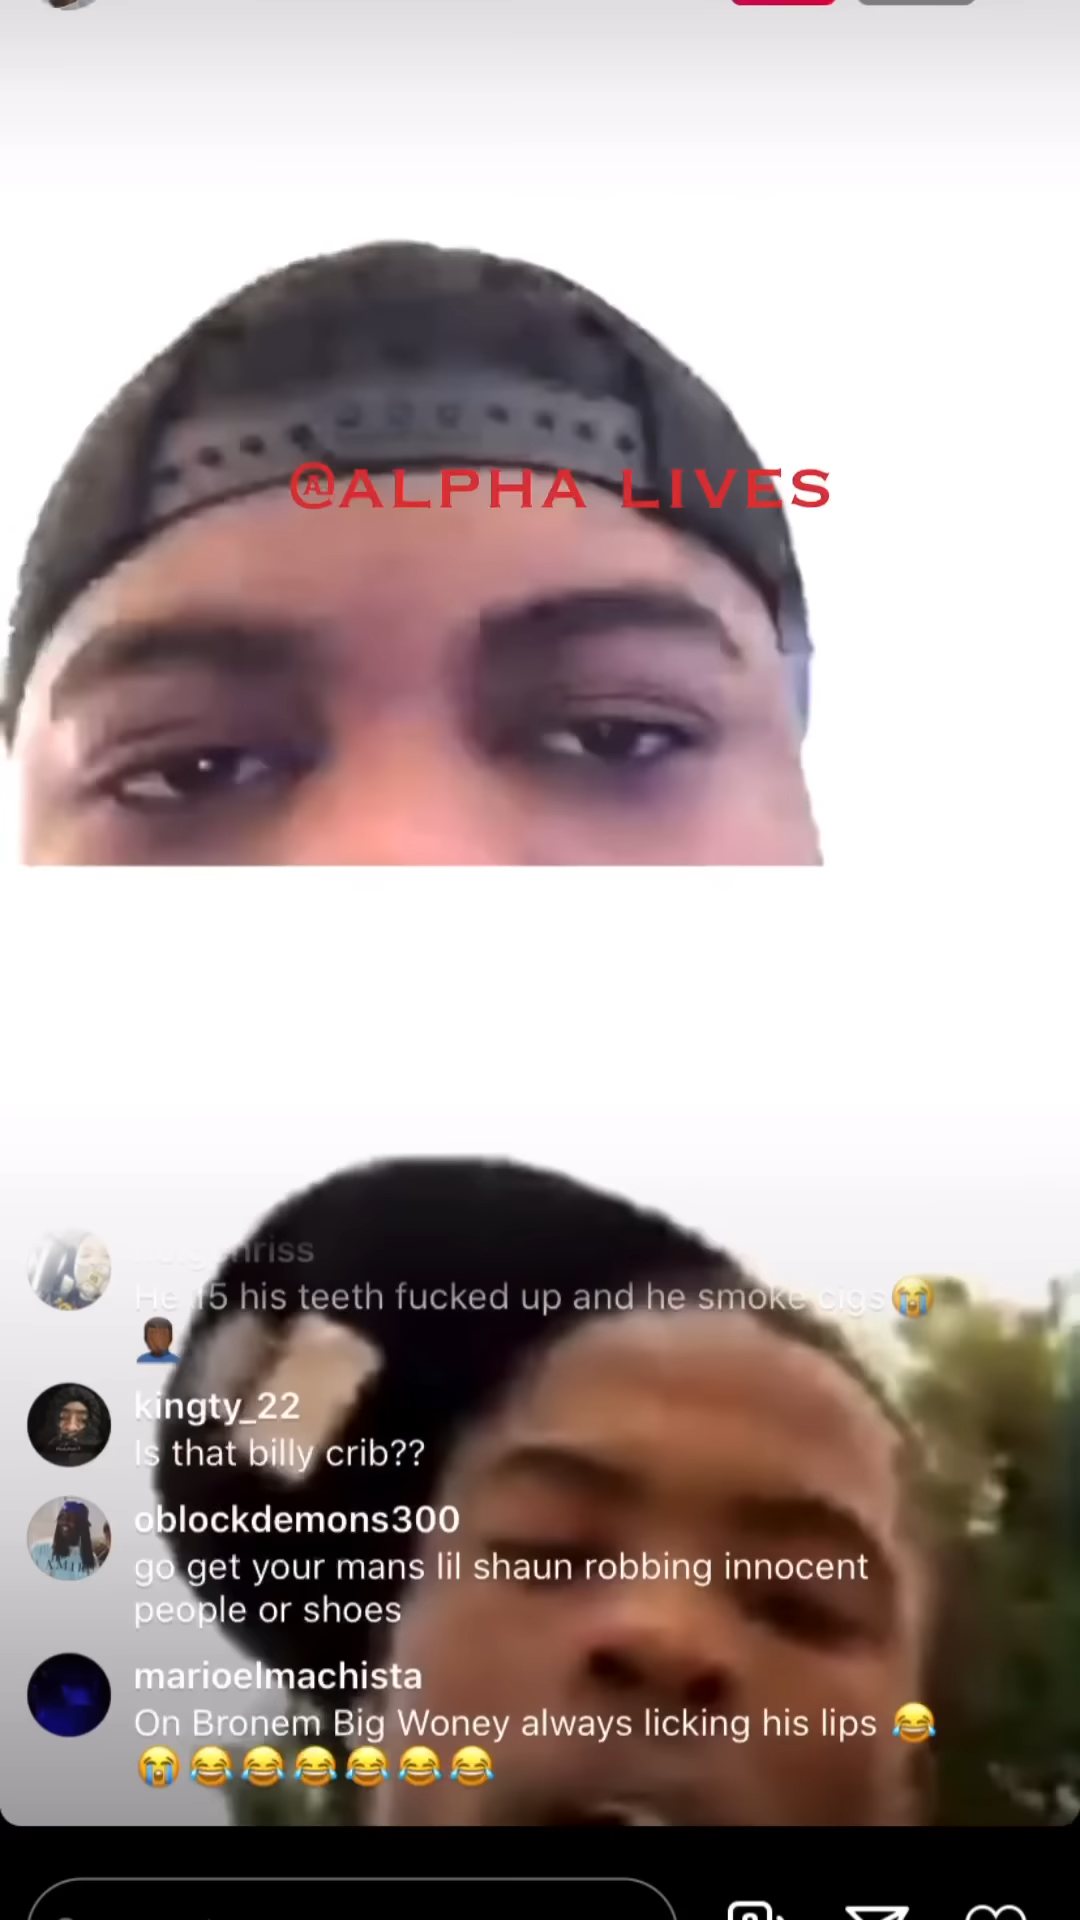 @ALPHA LIVES
He 15 his teeth fucked up and he smoke cigs😭
🤦🏾‍♂️
kingty_22
Is that billy crib??
oblockdemons300
go get your mans lil shaun robbing innocent
people or shoes
marioelmachista
On Bronem Big Woney always licking his lips 😂
😭😂😂😂😂😂😂